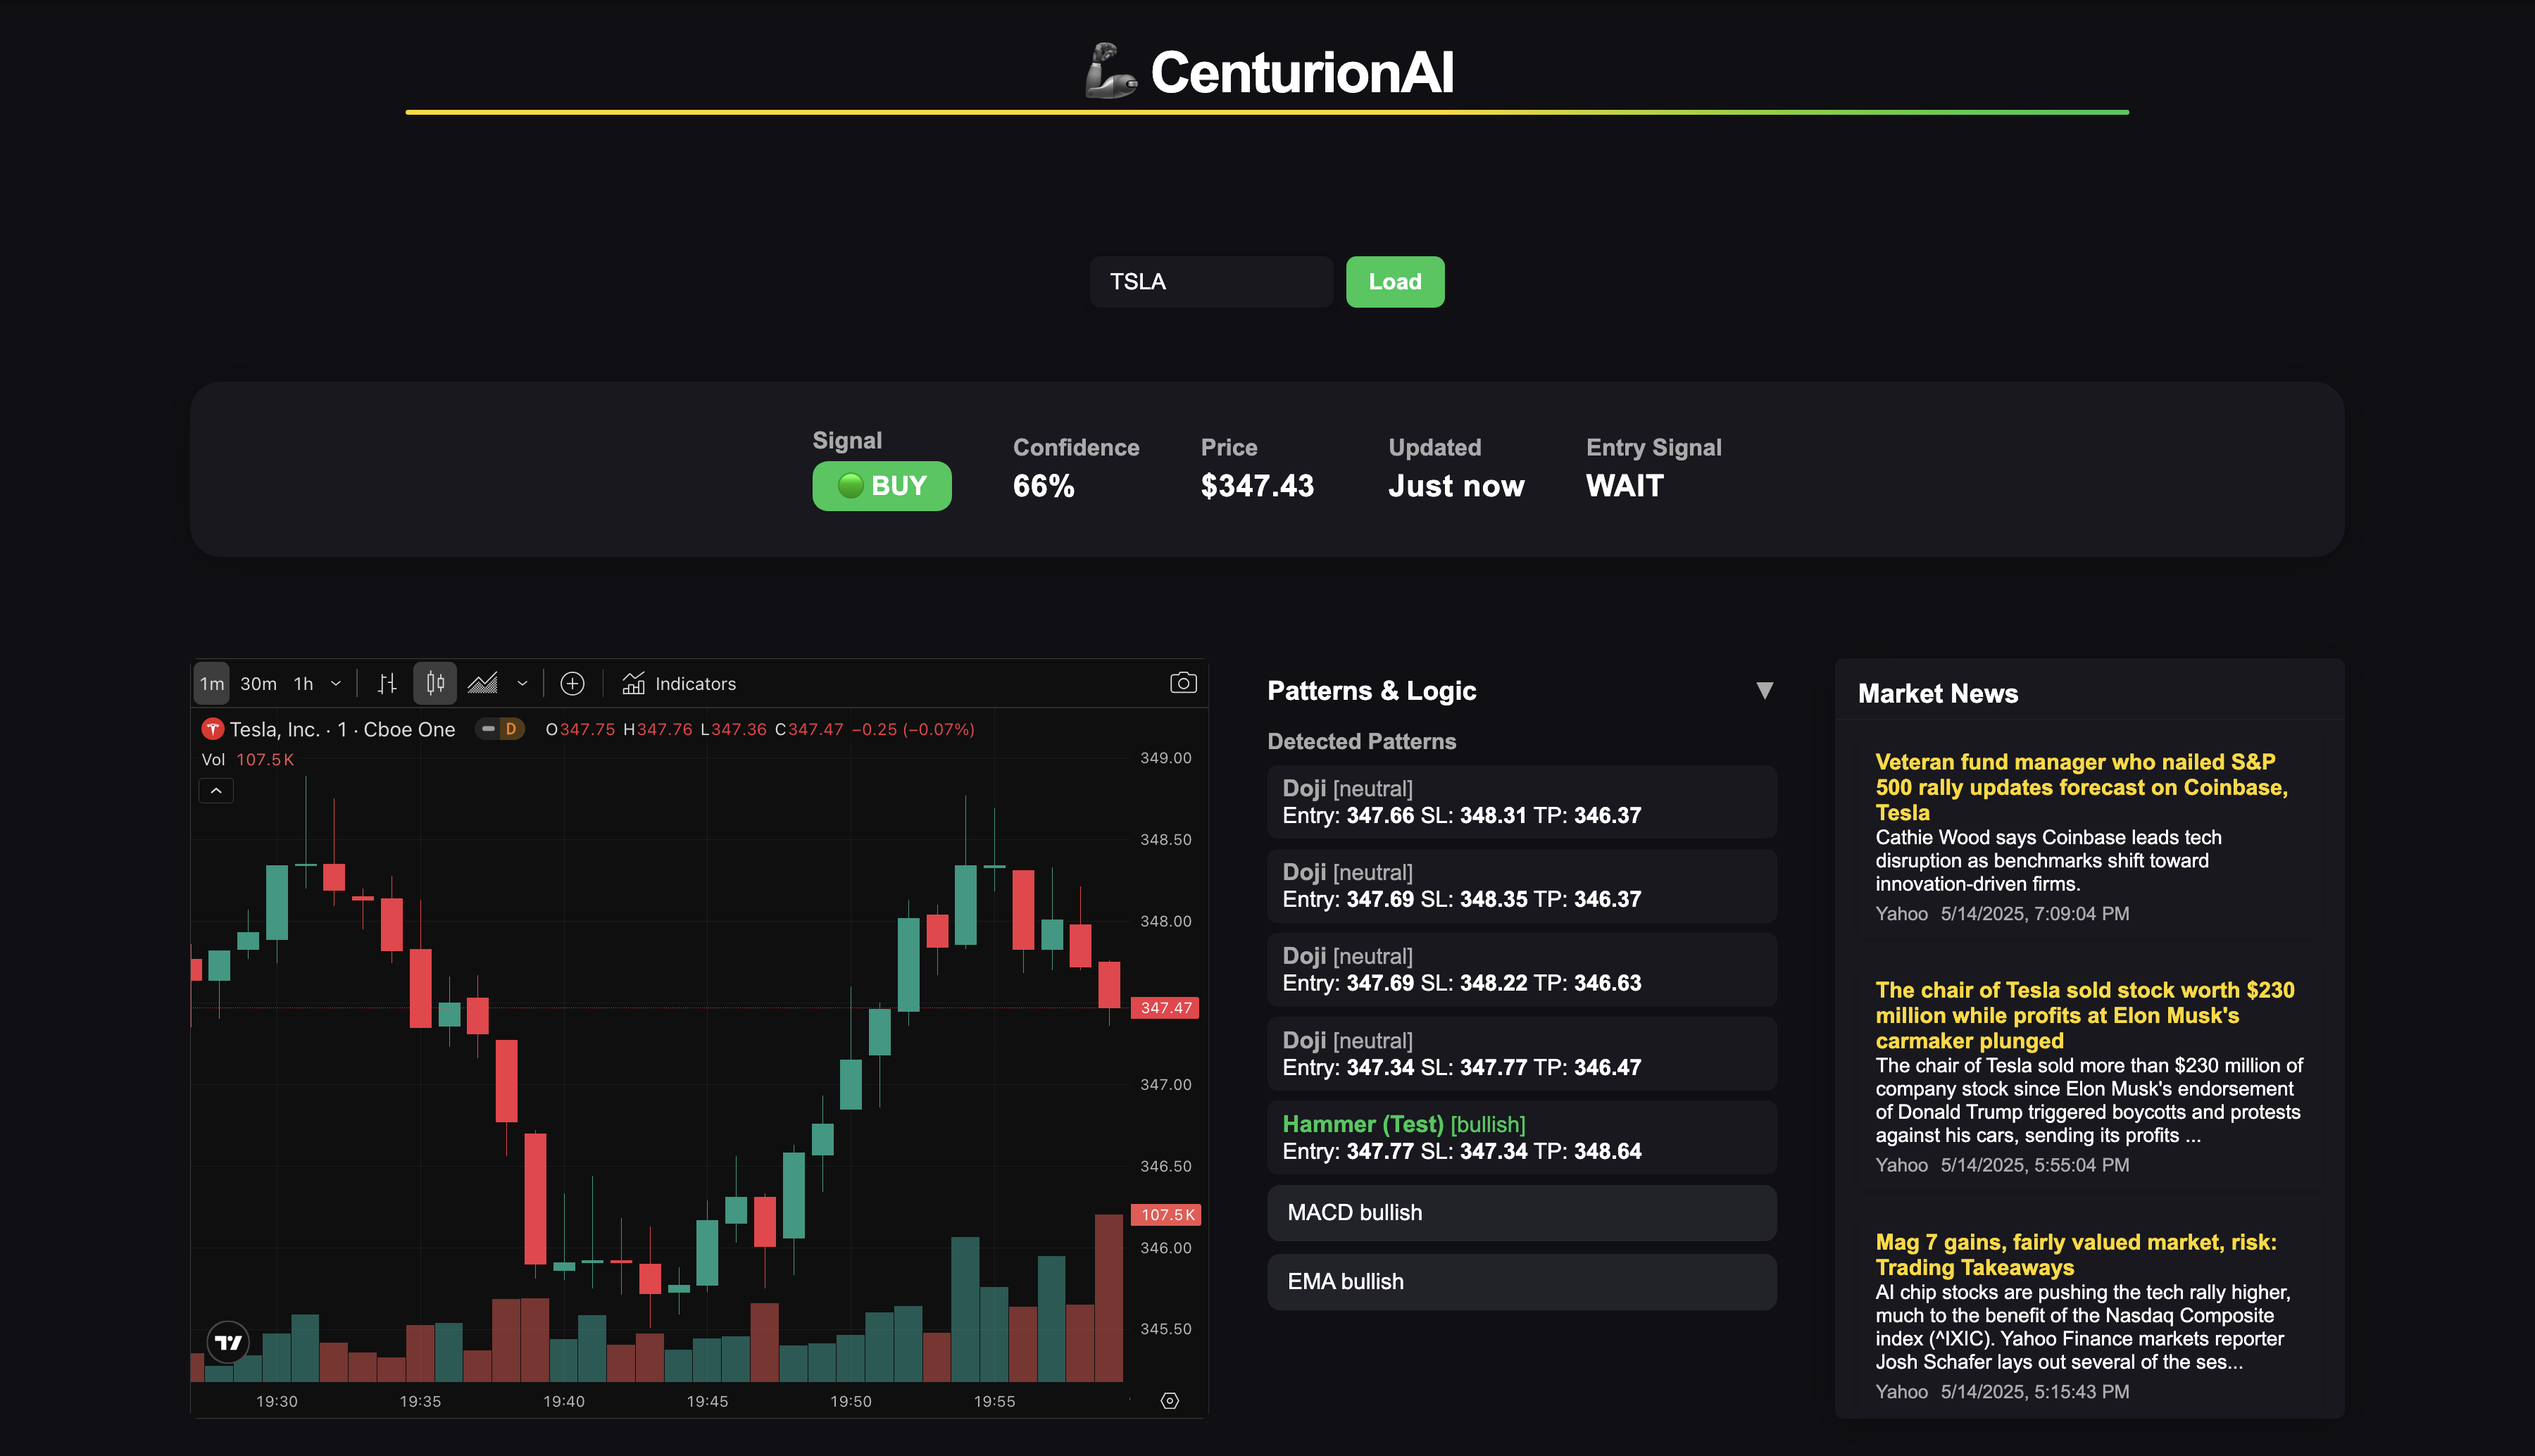 🦾 CenturionAI
TSLA
Load
Signal
🟢 BUY
Confidence
66%
Price
$347.43
Updated
Just now
Entry Signal
WAIT
1m 30m 1h Indicators
Tesla, Inc. · 1 · Cboe One D O347.75 H347.76 L347.36 C347.47 −0.25 (−0.07%)
Vol 107.5K
349.00
348.50
348.00
347.47
347.00
346.50
107.5K
346.00
345.50
19:30 19:35 19:40 19:45 19:50 19:55
Patterns & Logic ▼
Detected Patterns
Doji [neutral]
Entry: 347.66 SL: 348.31 TP: 346.37
Doji [neutral]
Entry: 347.69 SL: 348.35 TP: 346.37
Doji [neutral]
Entry: 347.69 SL: 348.22 TP: 346.63
Doji [neutral]
Entry: 347.34 SL: 347.77 TP: 346.47
Hammer (Test) [bullish]
Entry: 347.77 SL: 347.34 TP: 348.64
MACD bullish
EMA bullish
Market News
Veteran fund manager who nailed S&P
500 rally updates forecast on Coinbase,
Tesla
Cathie Wood says Coinbase leads tech
disruption as benchmarks shift toward
innovation-driven firms.
Yahoo 5/14/2025, 7:09:04 PM
The chair of Tesla sold stock worth $230
million while profits at Elon Musk's
carmaker plunged
The chair of Tesla sold more than $230 million of
company stock since Elon Musk's endorsement
of Donald Trump triggered boycotts and protests
against his cars, sending its profits ...
Yahoo 5/14/2025, 5:55:04 PM
Mag 7 gains, fairly valued market, risk:
Trading Takeaways
AI chip stocks are pushing the tech rally higher,
much to the benefit of the Nasdaq Composite
index (^IXIC). Yahoo Finance markets reporter
Josh Schafer lays out several of the ses...
Yahoo 5/14/2025, 5:15:43 PM